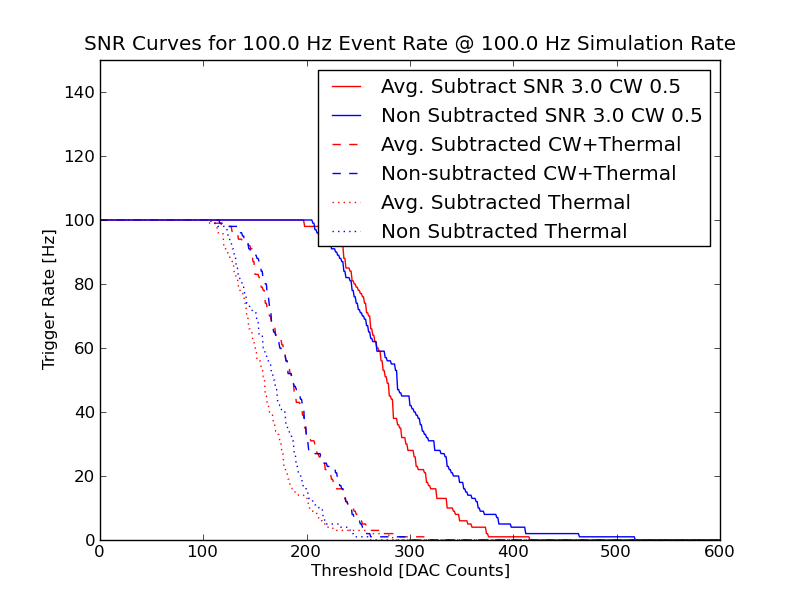 SNR Curves for 100.0 Hz Event Rate @ 100.0 Hz Simulation Rate
Avg. Subtract SNR 3.0 CW 0.5
Non Subtracted SNR 3.0 CW 0.5
Avg. Subtracted CW+Thermal
Non-subtracted CW+Thermal
Avg. Subtracted Thermal
Non Subtracted Thermal
Trigger Rate [Hz]
140
120
100
80
60
40
20
0
0 100 200 300 400 500 600
Threshold [DAC Counts]